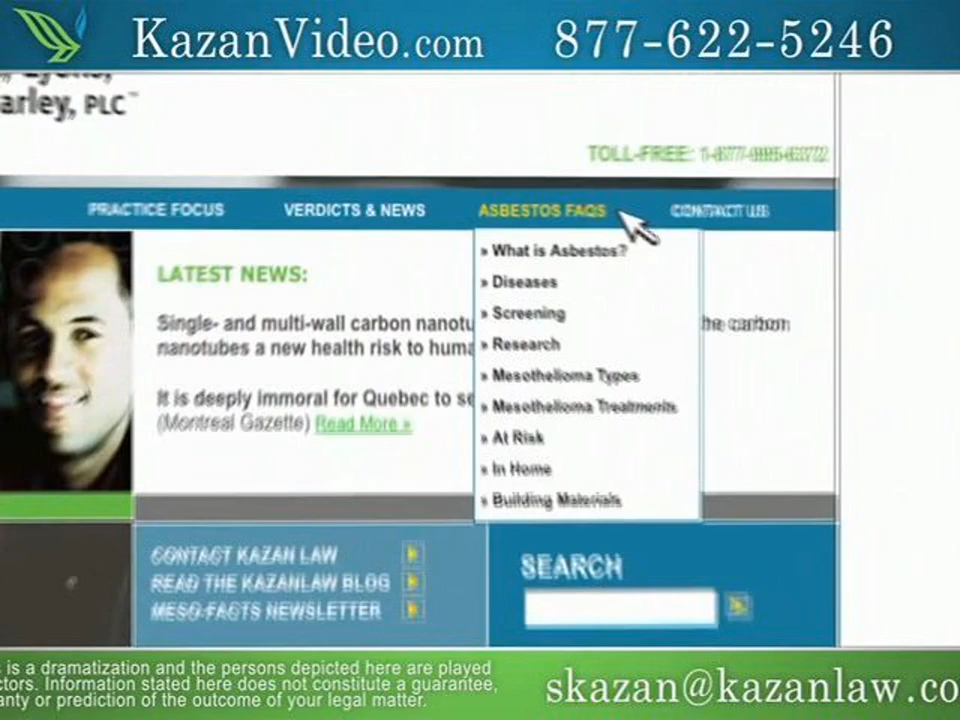 KazanVideo.com 877-622-5246
arley, PLC™
TOLL-FREE:
PRACTICE FOCUS VERDICTS & NEWS ASBESTOS FAQS CONTACT US
» What is Asbestos?
LATEST NEWS:
» Diseases
» Screening
Single- and multi-wall carbon nanotu he carbon
» Research
nanotubes a new health risk to huma
» Mesothelioma Types
It is deeply immoral for Quebec to se
» Mesothelioma Treatments
(Montreal Gazette) Read More »
» At Risk
» In Home
» Building Materials
CONTACT KAZAN LAW
SEARCH
READ THE KAZANLAW BLOG
MESO-FACTS NEWSLETTER
s is a dramatization and the persons depicted here are played
ctors. Information stated here does not constitute a guarantee,
anty or prediction of the outcome of your legal matter.
skazan@kazanlaw.co